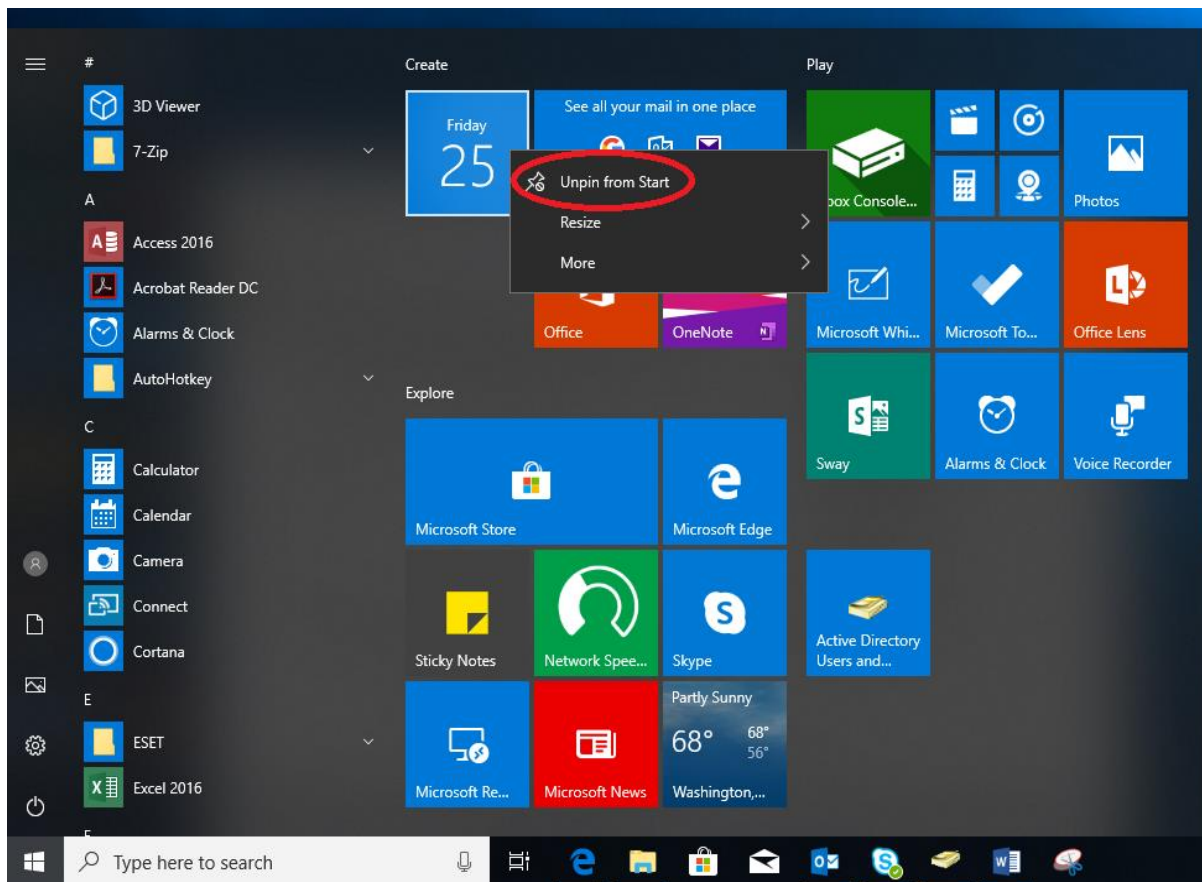 #
3D Viewer
7-Zip
A
Access 2016
Acrobat Reader DC
Alarms & Clock
AutoHotkey
C
Calculator
Calendar
Camera
Connect
Cortana
E
ESET
Excel 2016
Create
Friday
25
See all your mail in one place
Unpin from Start
Resize
More
Office
OneNote
Explore
Microsoft Store
Microsoft Edge
Sticky Notes
Network Spee...
Skype
Microsoft Re...
Microsoft News
Partly Sunny
68°
68°
56°
Washington,...
Play
box Console...
Photos
Microsoft Whi...
Microsoft To...
Office Lens
Sway
Alarms & Clock
Voice Recorder
Active Directory
Users and...
Type here to search